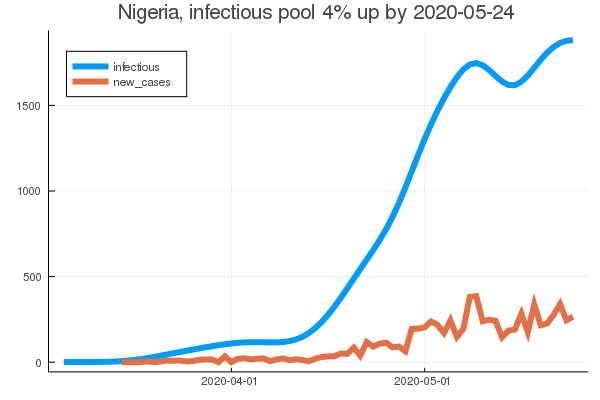 Nigeria, infectious pool 4% up by 2020-05-24
infectious
new_cases
1500
1000
500
0
2020-04-01
2020-05-01